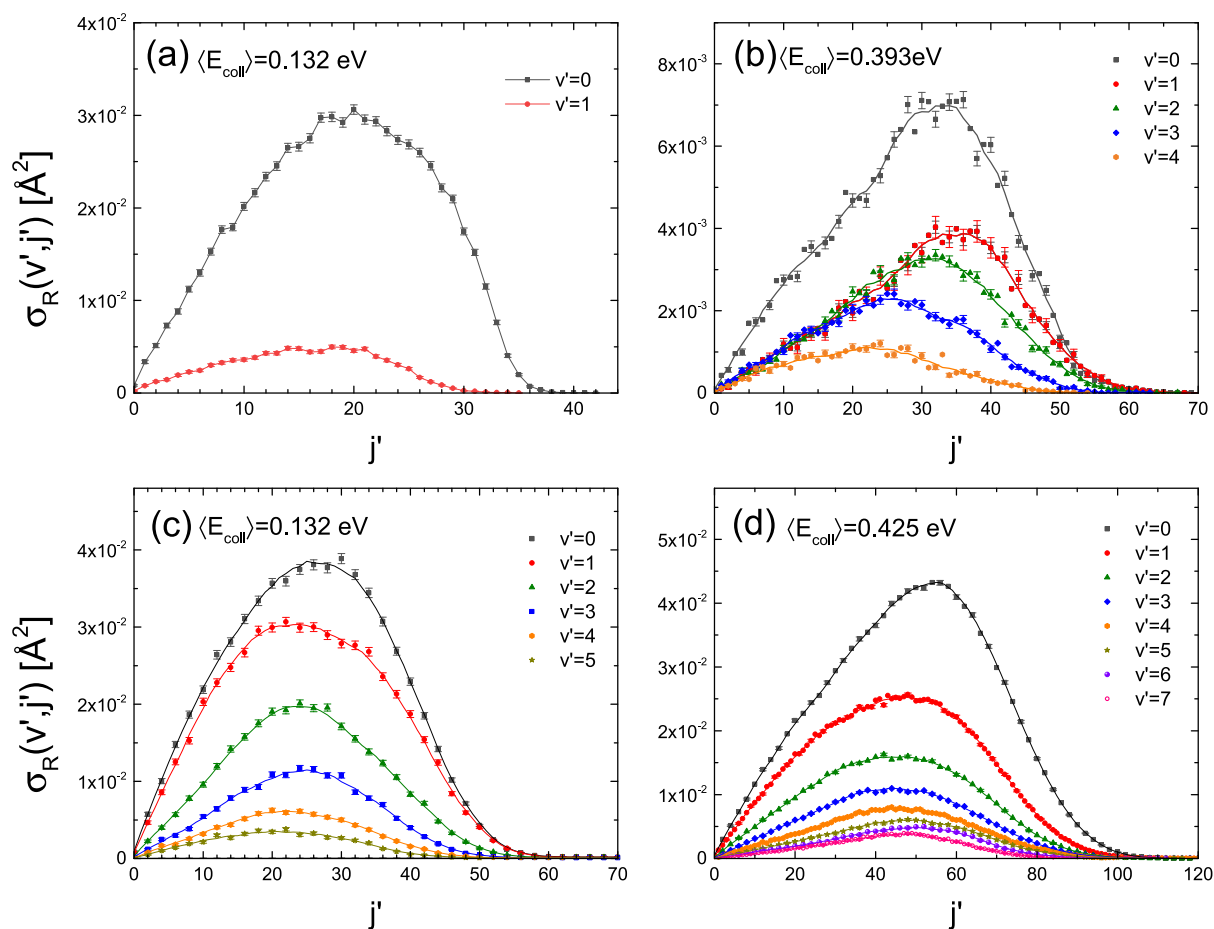 (a) ⟨E_coll⟩=0.132 eV
v'=0
v'=1
σ_R(v',j') [Å²]
4x10⁻²
3x10⁻²
2x10⁻²
1x10⁻²
0
0 10 20 30 40
j'
(b) ⟨E_coll⟩=0.393eV
v'=0
v'=1
v'=2
v'=3
v'=4
8x10⁻³
6x10⁻³
4x10⁻³
2x10⁻³
0
0 10 20 30 40 50 60 70
j'
(c) ⟨E_coll⟩=0.132 eV
v'=0
v'=1
v'=2
v'=3
v'=4
v'=5
σ_R(v',j') [Å²]
4x10⁻²
3x10⁻²
2x10⁻²
1x10⁻²
0
0 10 20 30 40 50 60 70
j'
(d) ⟨E_coll⟩=0.425 eV
v'=0
v'=1
v'=2
v'=3
v'=4
v'=5
v'=6
v'=7
5x10⁻²
4x10⁻²
3x10⁻²
2x10⁻²
1x10⁻²
0
0 20 40 60 80 100 120
j'